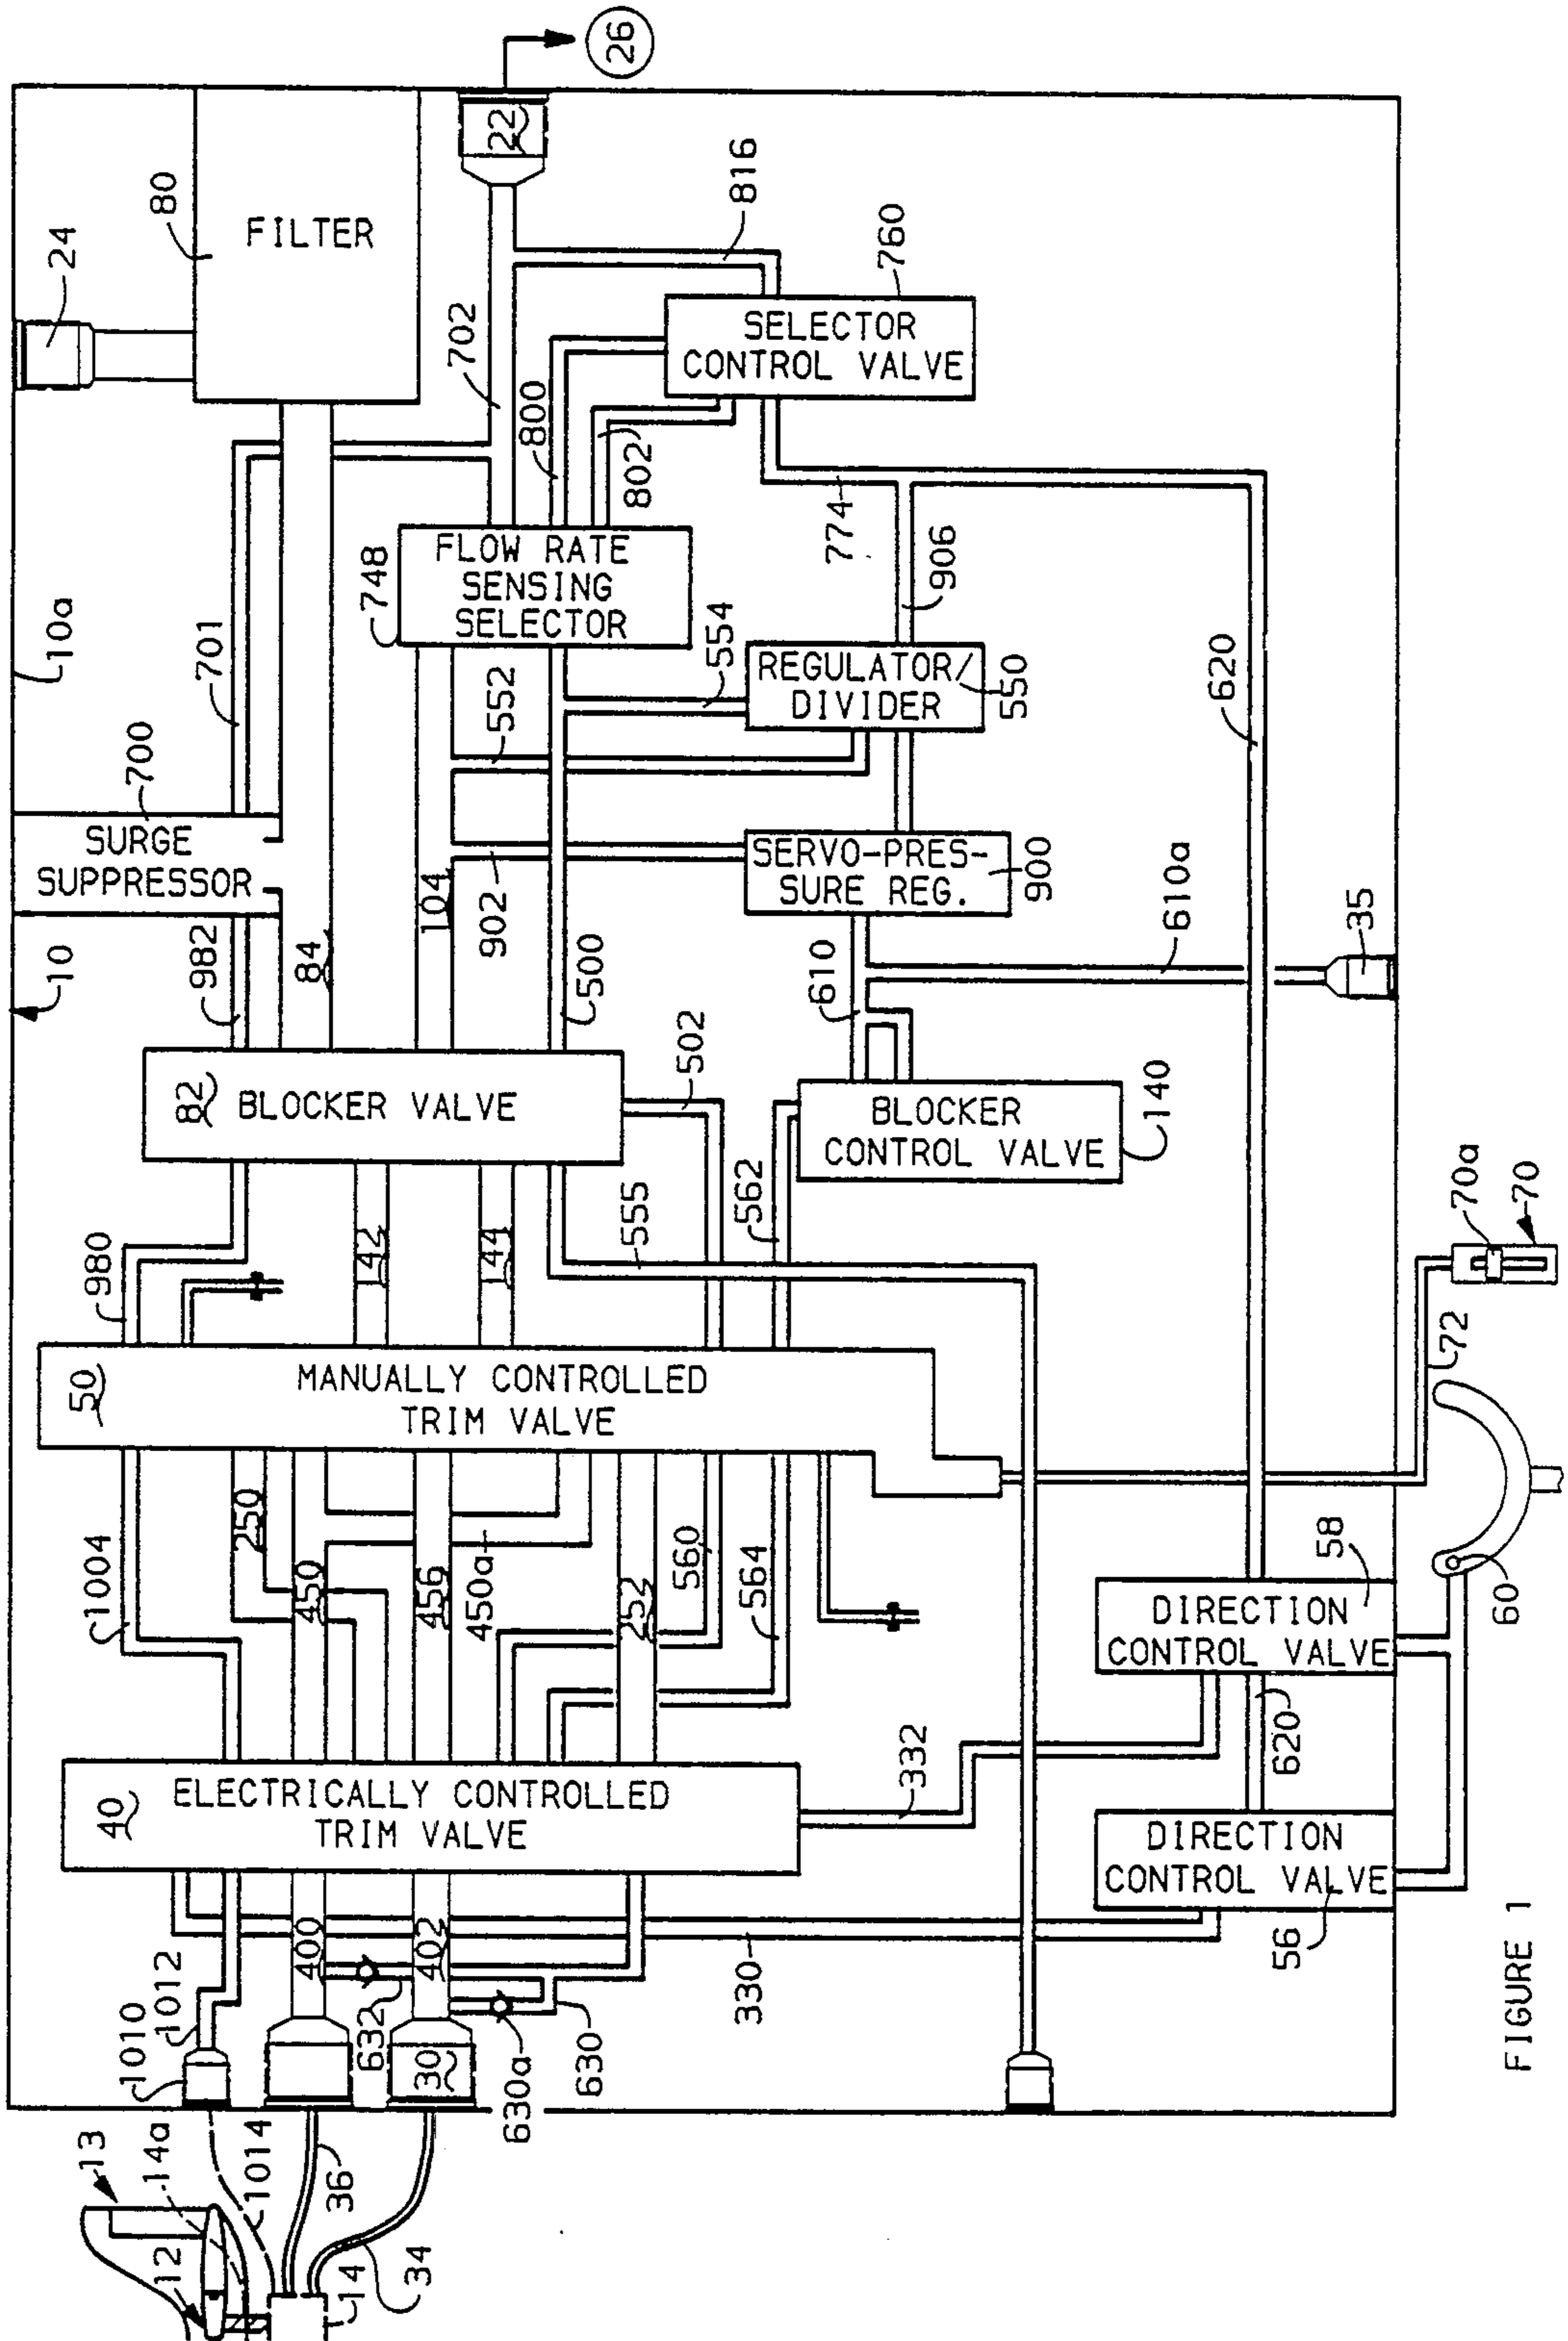 10
10a
24
80
FILTER
26
22
700
SURGE
SUPPRESSOR
701
982
84
702
816
760
SELECTOR
CONTROL VALVE
800
802
748
FLOW RATE
SENSING
SELECTOR
774
906
554
552
REGULATOR/
DIVIDER
550
104
902
500
SERVO-PRES-
SURE REG.
900
610
610a
35
620
82
BLOCKER VALVE
502
BLOCKER
CONTROL VALVE
140
980
142
144
555
562
50
MANUALLY CONTROLLED
TRIM VALVE
70a
70
72
1004
250
450
456
450a
560
564
252
58
DIRECTION
CONTROL VALVE
60
40
ELECTRICALLY CONTROLLED
TRIM VALVE
332
620
DIRECTION
CONTROL VALVE
56
1010
1012
400
402
632
30
630a
630
330
13
14a
12
1014
36
34
14
FIGURE 1